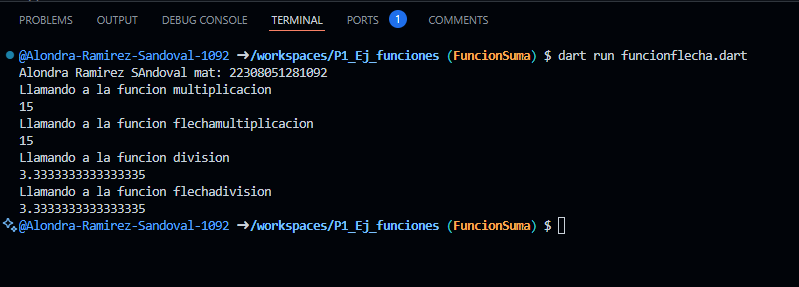 PROBLEMS OUTPUT DEBUG CONSOLE TERMINAL PORTS 1 COMMENTS
@Alondra-Ramirez-Sandoval-1092 ➜/workspaces/P1_Ej_funciones (FuncionSuma) $ dart run funcionflecha.dart
Alondra Ramirez SAndoval mat: 22308051281092
Llamando a la funcion multiplicacion
15
Llamando a la funcion flechamultiplicacion
15
Llamando a la funcion division
3.3333333333333335
Llamando a la funcion flechadivision
3.3333333333333335
@Alondra-Ramirez-Sandoval-1092 ➜/workspaces/P1_Ej_funciones (FuncionSuma) $